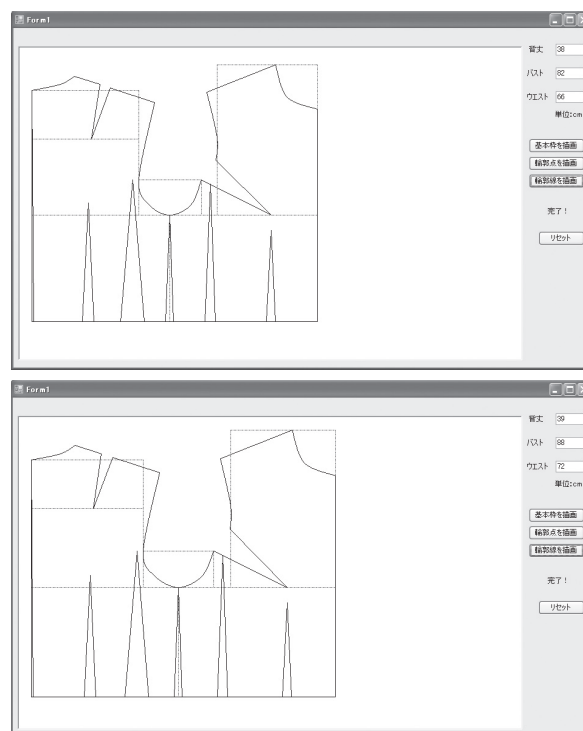 Form1
背丈 38
バスト 82
ウエスト 66
単位:cm
基本枠を描画
輪郭点を描画
輪郭線を描画
完了！
リセット
Form1
背丈 39
バスト 88
ウエスト 72
単位:cm
基本枠を描画
輪郭点を描画
輪郭線を描画
完了！
リセット